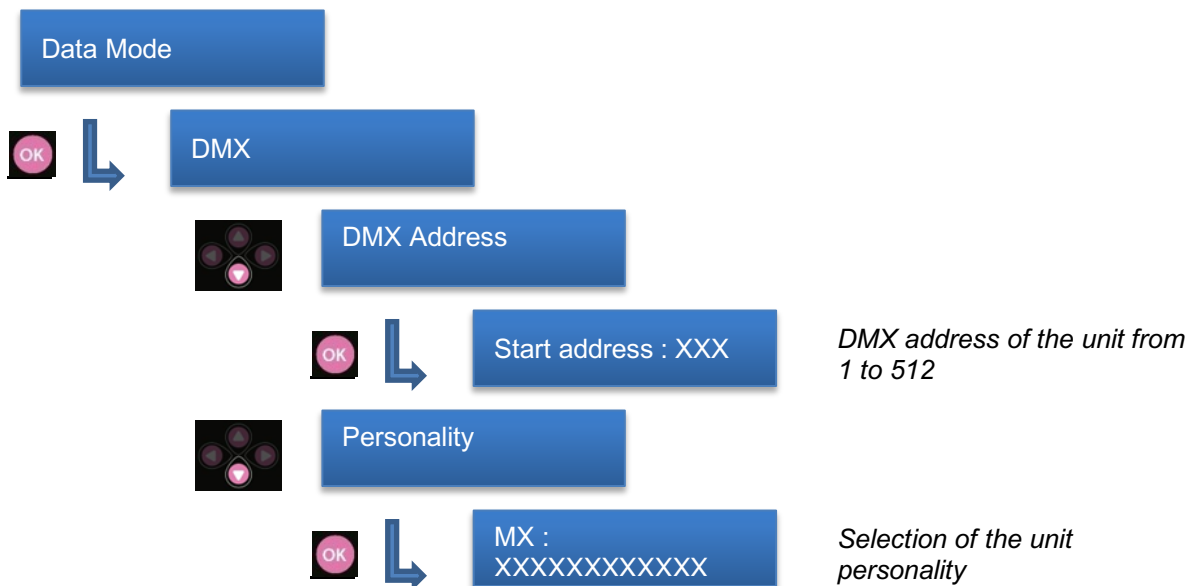 Data Mode
OK
DMX
DMX Address
OK
Start address : XXX
DMX address of the unit from
1 to 512
Personality
OK
MX :
XXXXXXXXXXXX
Selection of the unit
personality